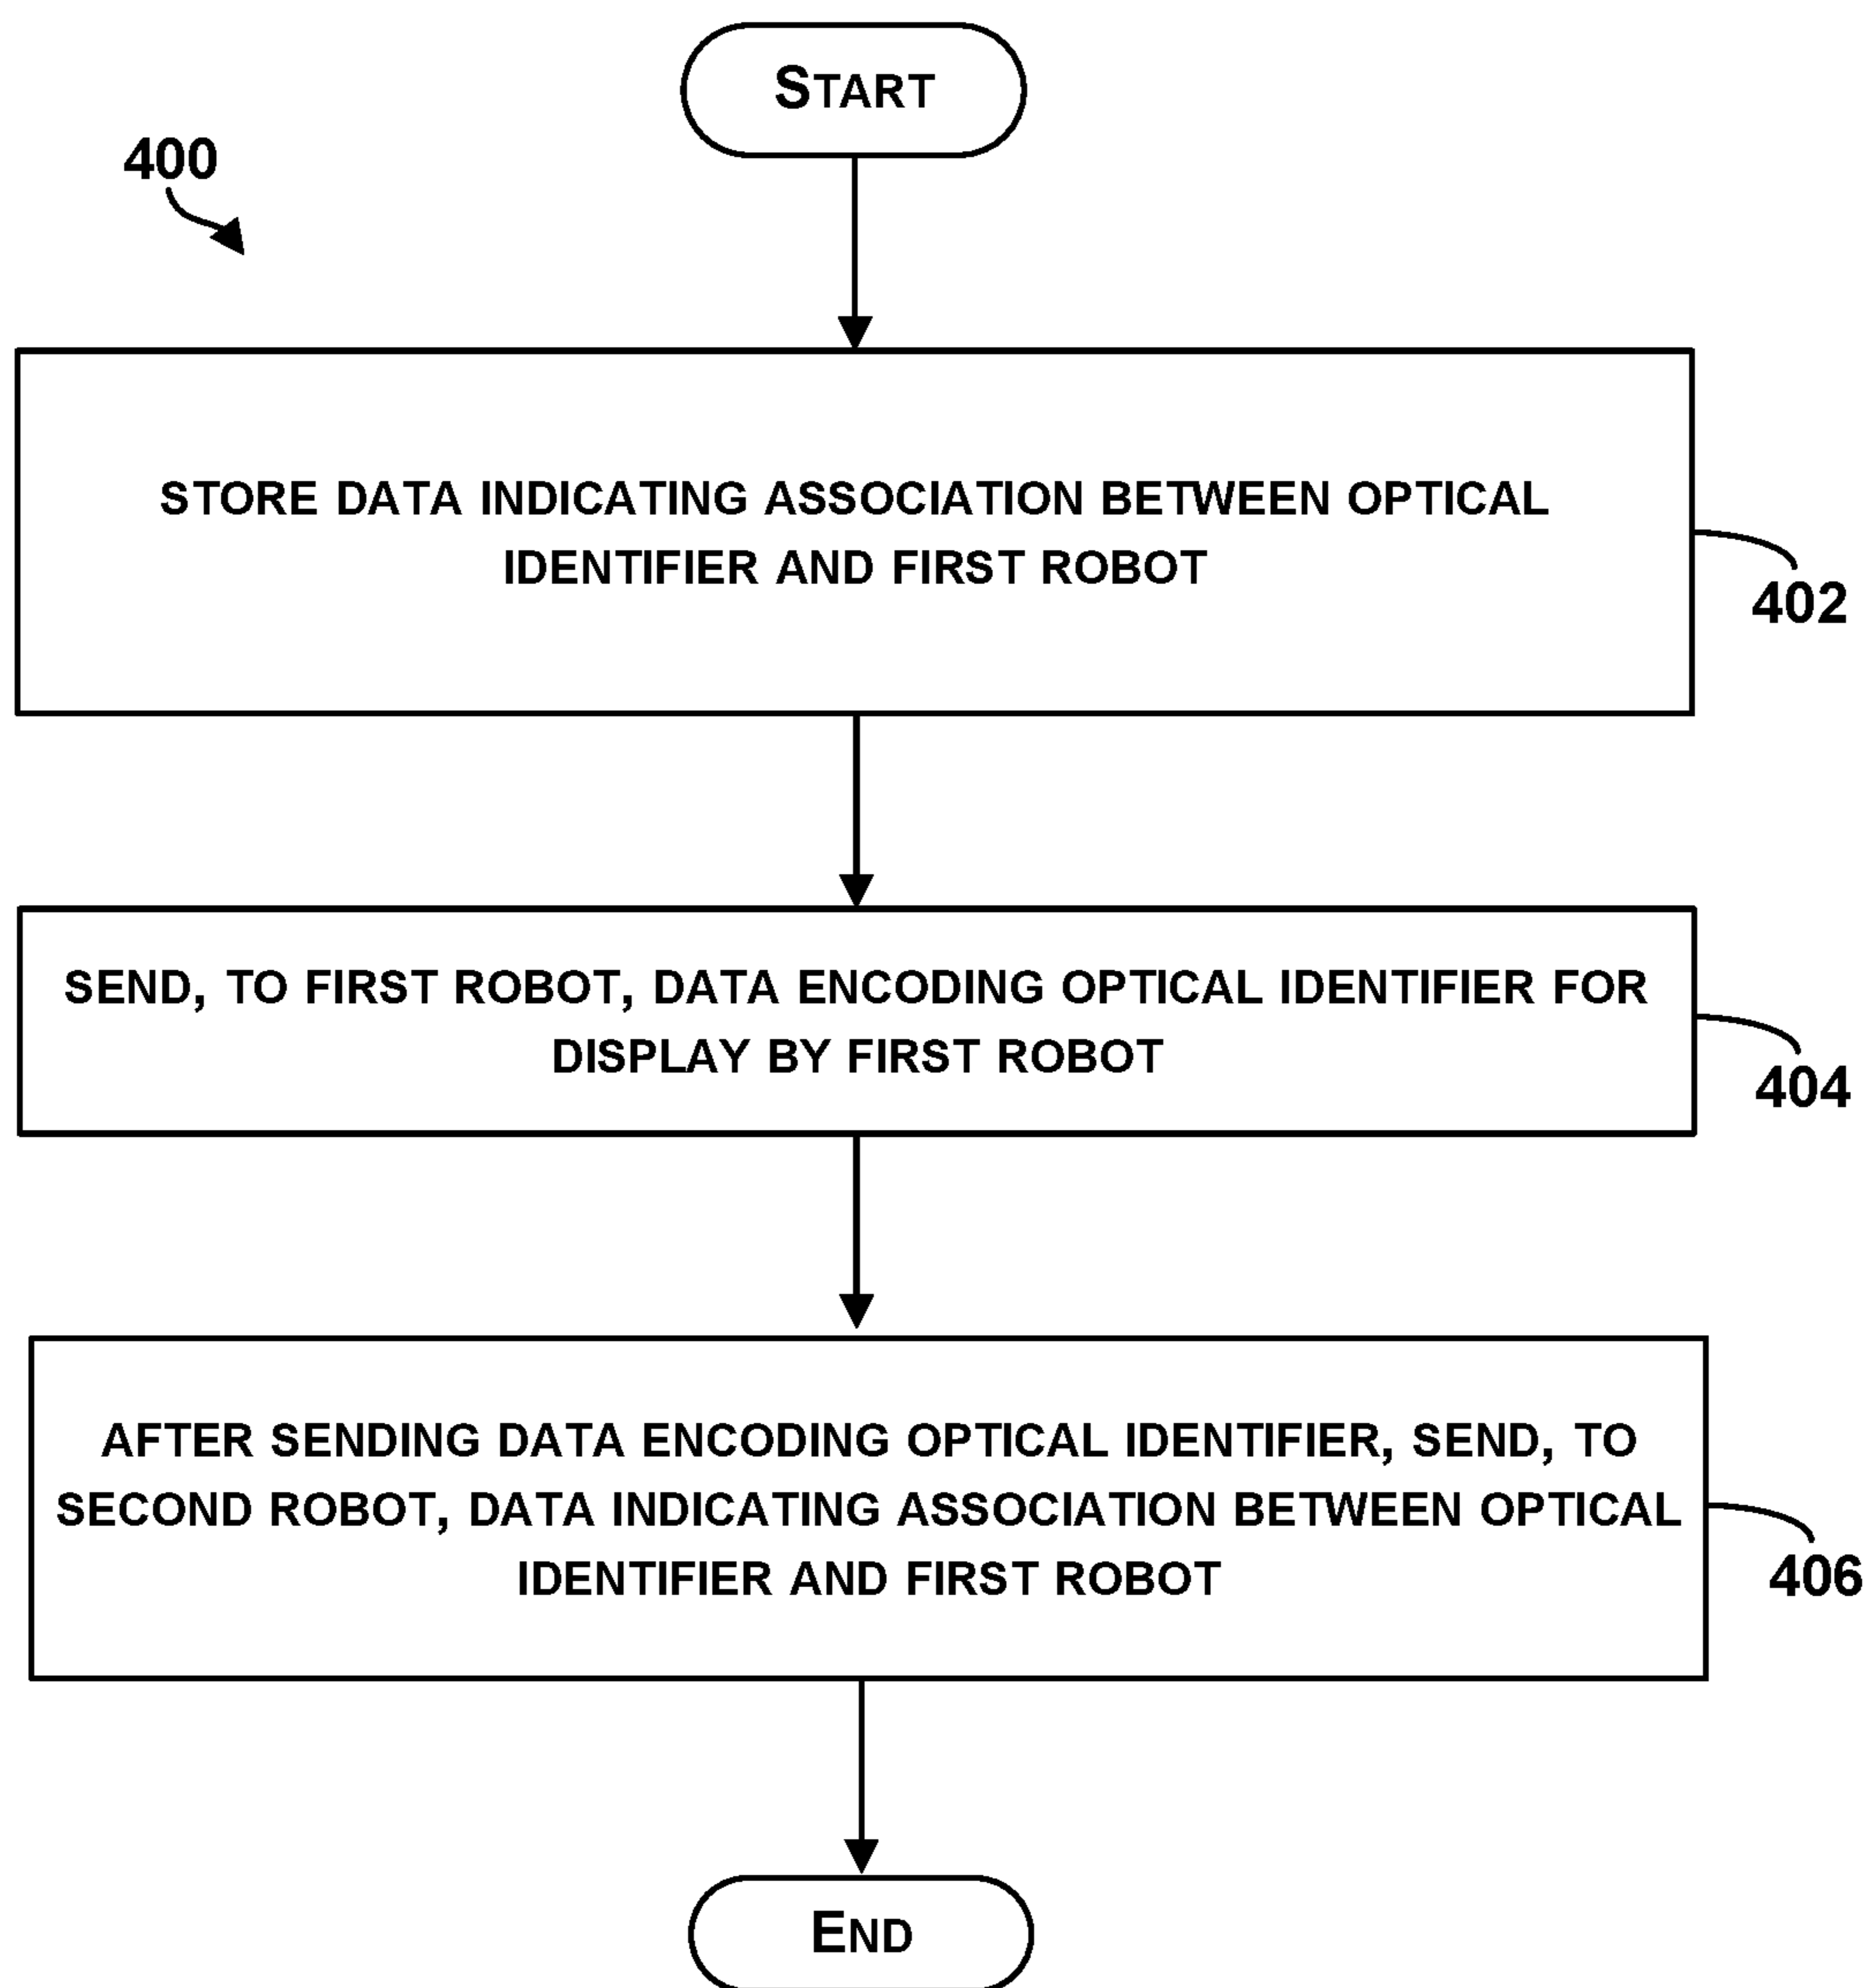 START
400
STORE DATA INDICATING ASSOCIATION BETWEEN OPTICAL
IDENTIFIER AND FIRST ROBOT
402
SEND, TO FIRST ROBOT, DATA ENCODING OPTICAL IDENTIFIER FOR
DISPLAY BY FIRST ROBOT
404
AFTER SENDING DATA ENCODING OPTICAL IDENTIFIER, SEND, TO
SECOND ROBOT, DATA INDICATING ASSOCIATION BETWEEN OPTICAL
IDENTIFIER AND FIRST ROBOT
406
END